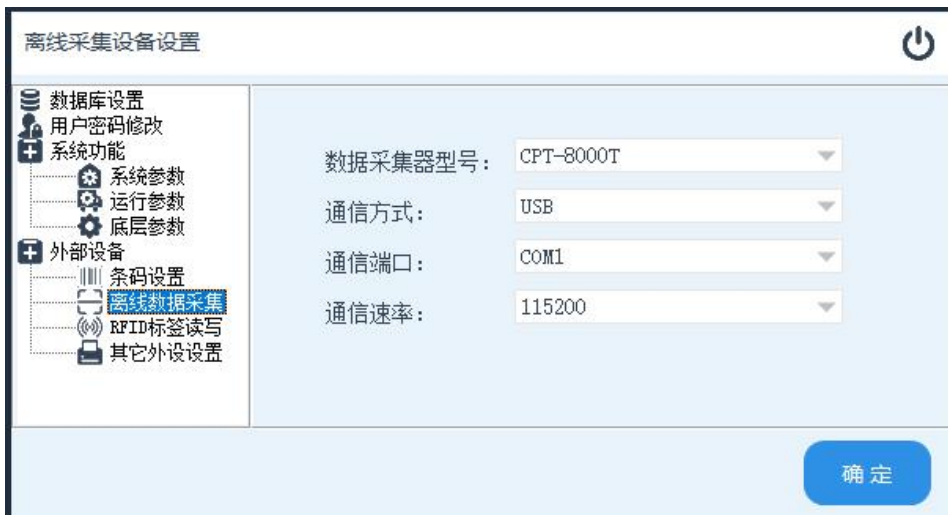 离线采集设备设置
数据库设置
用户密码修改
系统功能
系统参数
运行参数
底层参数
外部设备
条码设置
离线数据采集
RFID标签读写
其它外设设置
数据采集器型号： CPT-8000T
通信方式： USB
通信端口： COM1
通信速率： 115200
确定